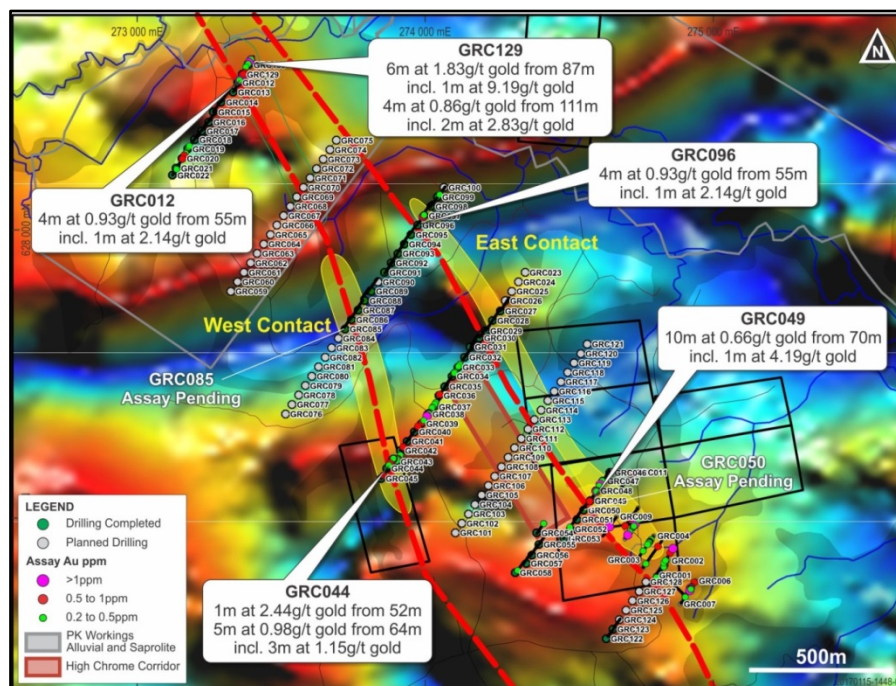 273 000 mE
274 000
275 000
N
GRC129
6m at 1.83g/t gold from 87m
incl. 1m at 9.19g/t gold
4m at 0.86g/t gold from 111m
incl. 2m at 2.83g/t gold
GRC129
GRC012
GRC013
GRC014
GRC015
GRC016
GRC017
GRC018
GRC019
GRC020
GRC021
GRC022
GRC012
4m at 0.93g/t gold from 55m
incl. 1m at 2.14g/t gold
GRC096
4m at 0.93g/t gold from 55m
incl. 1m at 2.14g/t gold
628 000 mN
GRC075
GRC074
GRC073
GRC072
GRC071
GRC070
GRC069
GRC068
GRC067
GRC066
GRC065
GRC064
GRC063
GRC062
GRC061
GRC060
GRC059
GRC100
GRC099
GRC098
GRC096
GRC095
GRC094
GRC093
GRC092
GRC091
GRC090
GRC089
GRC088
GRC087
GRC086
GRC085
GRC084
GRC083
GRC082
GRC081
GRC080
GRC079
GRC078
GRC077
GRC076
East Contact
West Contact
GRC085
Assay Pending
GRC023
GRC024
GRC025
GRC026
GRC027
GRC028
GRC029
GRC030
GRC031
GRC032
GRC033
GRC034
GRC035
GRC036
GRC037
GRC038
GRC039
GRC040
GRC041
GRC042
GRC043
GRC044
GRC045
GRC049
10m at 0.66g/t gold from 70m
incl. 1m at 4.19g/t gold
GRC121
GRC120
GRC119
GRC118
GRC117
GRC116
GRC115
GRC114
GRC113
GRC112
GRC111
GRC110
GRC109
GRC108
GRC107
GRC106
GRC105
GRC104
GRC103
GRC102
GRC101
GRC050
Assay Pending
GRC046
C011
GRC047
GRC048
GRC049
GRC050
GRC051
GRC052
GRC053
GRC054
GRC055
GRC056
GRC057
GRC058
GRC009
GRC004
GRC003
GRC002
GRC001
GRC006
GRC007
GRC128
GRC127
GRC126
GRC125
GRC124
GRC123
GRC122
GRC044
1m at 2.44g/t gold from 52m
5m at 0.98g/t gold from 64m
incl. 3m at 1.15g/t gold
LEGEND
Drilling Completed
Planned Drilling
Assay Au ppm
>1ppm
0.5 to 1ppm
0.2 to 0.5ppm
PK Workings
Alluvial and Saprolite
High Chrome Corridor
500m